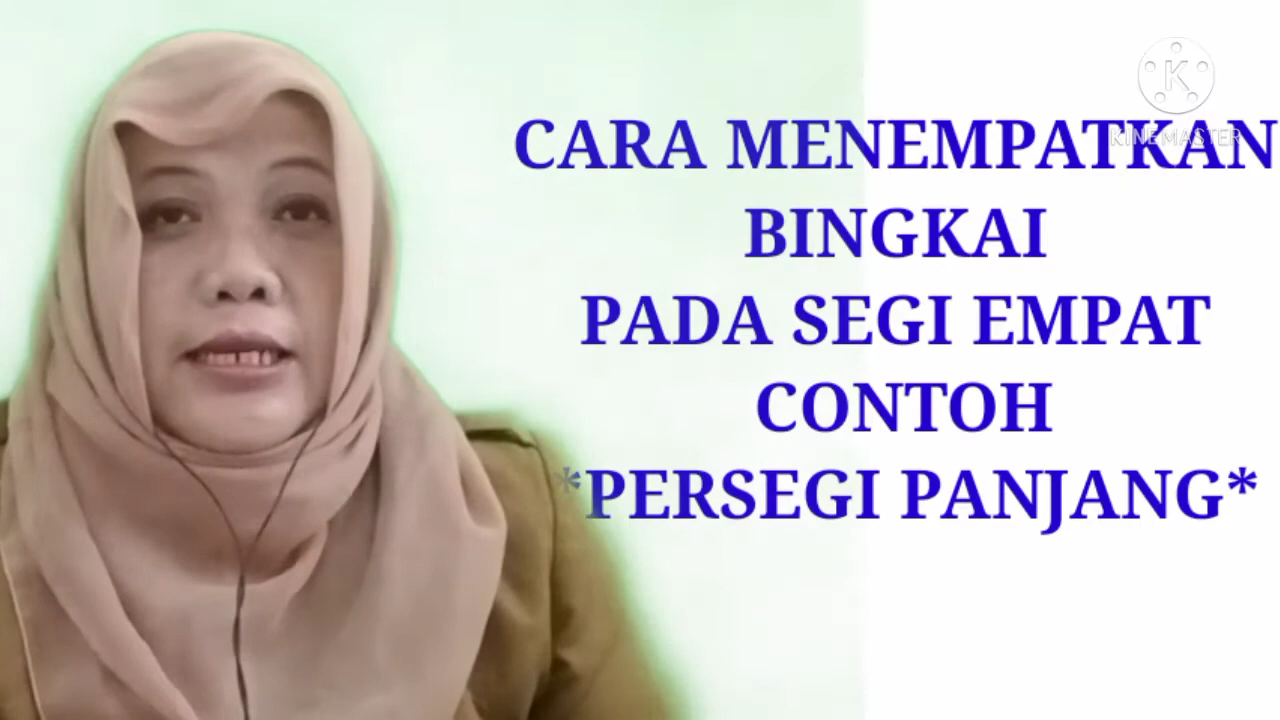 K
KINEMASTER
CARA MENEMPATKAN
BINGKAI
PADA SEGI EMPAT
CONTOH
*PERSEGI PANJANG*